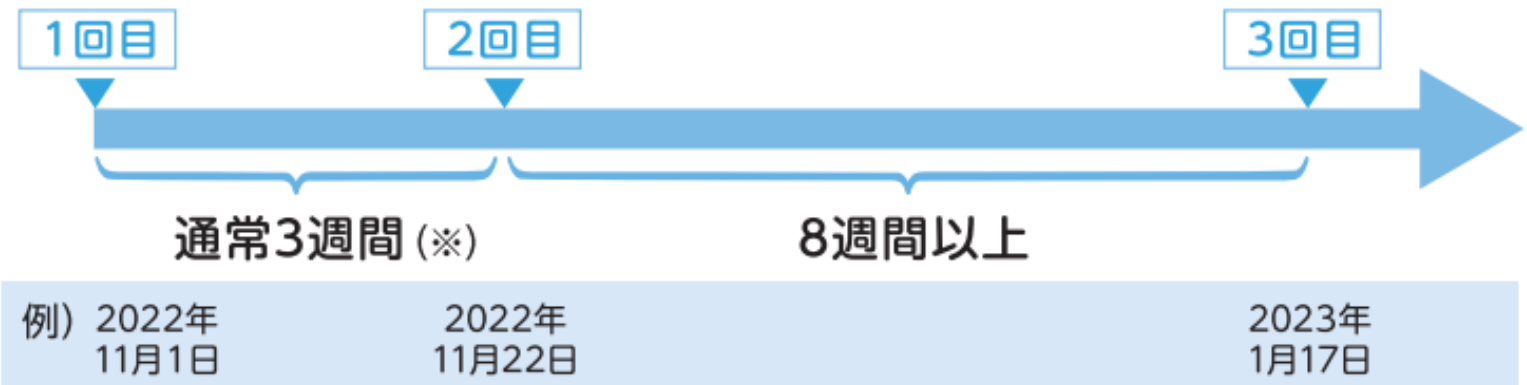 1回目 2回目 3回目
通常3週間(※) 8週間以上
例) 2022年 2022年 2023年
11月1日 11月22日 1月17日